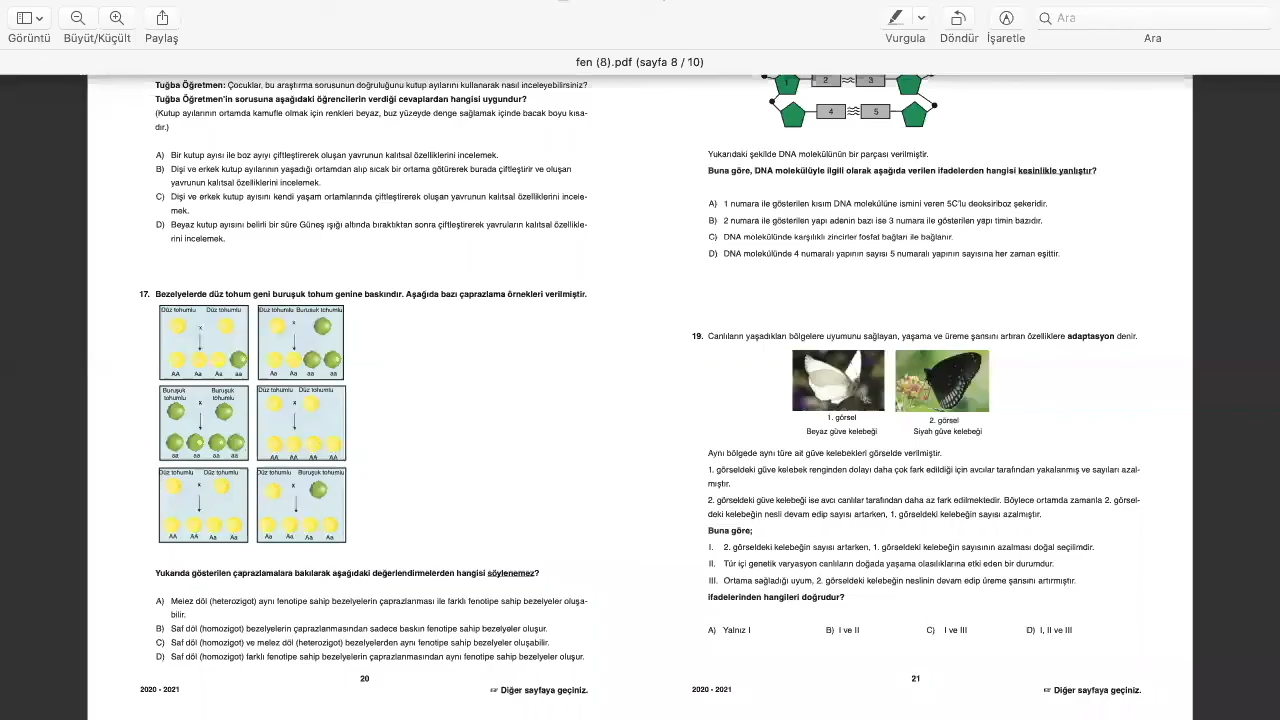 Görüntü
Büyüt/Küçült
Paylaş
Vurgula
Döndür
İşaretle
Ara
Ara
fen (8).pdf (sayfa 8 / 10)
Tuğba Öğretmen: Çocuklar, bu araştırma sorusunun doğruluğunu kutup ayılarını kullanarak nasıl inceleyebilirsiniz?
Tuğba Öğretmen'in sorusuna aşağıdaki öğrencilerin verdiği cevaplardan hangisi uygundur?
(Kutup ayılarının ortamda kamufle olmak için renkleri beyaz, buz yüzeyde denge sağlamak içinde bacak boyu kısa-
dır.)
A) Bir kutup ayısı ile boz ayıyı çiftleştirerek oluşan yavrunun kalıtsal özelliklerini incelemek.
B) Dişi ve erkek kutup ayılarının yaşadığı ortamdan alıp sıcak bir ortama götürerek burada çiftleştirir ve oluşan
yavrunun kalıtsal özelliklerini incelemek.
C) Dişi ve erkek kutup ayısını kendi yaşam ortamlarında çiftleştirerek oluşan yavrunun kalıtsal özelliklerini incele-
mek.
D) Beyaz kutup ayısını belirli bir süre Güneş ışığı altında bıraktıktan sonra çiftleştirerek yavruların kalıtsal özellikle-
rini incelemek.
17. Bezelyelerde düz tohum geni buruşuk tohum genine baskındır. Aşağıda bazı çaprazlama örnekleri verilmiştir.
Düz tohumlu Düz tohumlu
x
AA Aa Aa aa
Düz tohumlu Buruşuk tohumlu
x
Aa Aa aa aa
Buruşuk tohumlu Buruşuk tohumlu
x
aa aa aa aa
Düz tohumlu Düz tohumlu
x
AA AA AA AA
Düz tohumlu Düz tohumlu
x
AA AA Aa Aa
Düz tohumlu Buruşuk tohumlu
x
Aa Aa Aa Aa
Yukarıda gösterilen çaprazlamalara bakılarak aşağıdaki değerlendirmelerden hangisi söylenemez?
A) Melez döl (heterozigot) aynı fenotipe sahip bezelyelerin çaprazlanması ile farklı fenotipe sahip bezelyeler oluşa-
bilir.
B) Saf döl (homozigot) bezelyelerin çaprazlanmasından sadece baskın fenotipe sahip bezelyeler oluşur.
C) Saf döl (homozigot) ve melez döl (heterozigot) bezelyelerden aynı fenotipe sahip bezelyeler oluşabilir.
D) Saf döl (homozigot) farklı fenotipe sahip bezelyelerin çaprazlanmasından aynı fenotipe sahip bezelyeler oluşur.
20
2020 - 2021
☞ Diğer sayfaya geçiniz.
1 2 3
4 5
Yukarıdaki şekilde DNA molekülünün bir parçası verilmiştir.
Buna göre, DNA molekülüyle ilgili olarak aşağıda verilen ifadelerden hangisi kesinlikle yanlıştır?
A) 1 numara ile gösterilen kısım DNA molekülüne ismini veren 5C'lu deoksiriboz şekeridir.
B) 2 numara ile gösterilen yapı adenin bazı ise 3 numara ile gösterilen yapı timin bazıdır.
C) DNA molekülünde karşılıklı zincirler fosfat bağları ile bağlanır.
D) DNA molekülünde 4 numaralı yapının sayısı 5 numaralı yapının sayısına her zaman eşittir.
19. Canlıların yaşadıkları bölgelere uyumunu sağlayan, yaşama ve üreme şansını artıran özelliklere adaptasyon denir.
1. görsel
Beyaz güve kelebeği
2. görsel
Siyah güve kelebeği
Aynı bölgede aynı türe ait güve kelebekleri görselde verilmiştir.
1. görseldeki güve kelebek renginden dolayı daha çok fark edildiği için avcılar tarafından yakalanmış ve sayıları azal-
mıştır.
2. görseldeki güve kelebeği ise avcı canlılar tarafından daha az fark edilmektedir. Böylece ortamda zamanla 2. görsel-
deki kelebeğin nesli devam edip sayısı artarken, 1. görseldeki kelebeğin sayısı azalmıştır.
Buna göre;
I. 2. görseldeki kelebeğin sayısı artarken, 1. görseldeki kelebeğin sayısının azalması doğal seçilimdir.
II. Tür içi genetik varyasyon canlıların doğada yaşama olasılıklarına etki eden bir durumdur.
III. Ortama sağladığı uyum, 2. görseldeki kelebeğin neslinin devam edip üreme şansını artırmıştır.
ifadelerinden hangileri doğrudur?
A) Yalnız I B) I ve II C) I ve III D) I, II ve III
21
2020 - 2021
☞ Diğer sayfaya geçiniz.